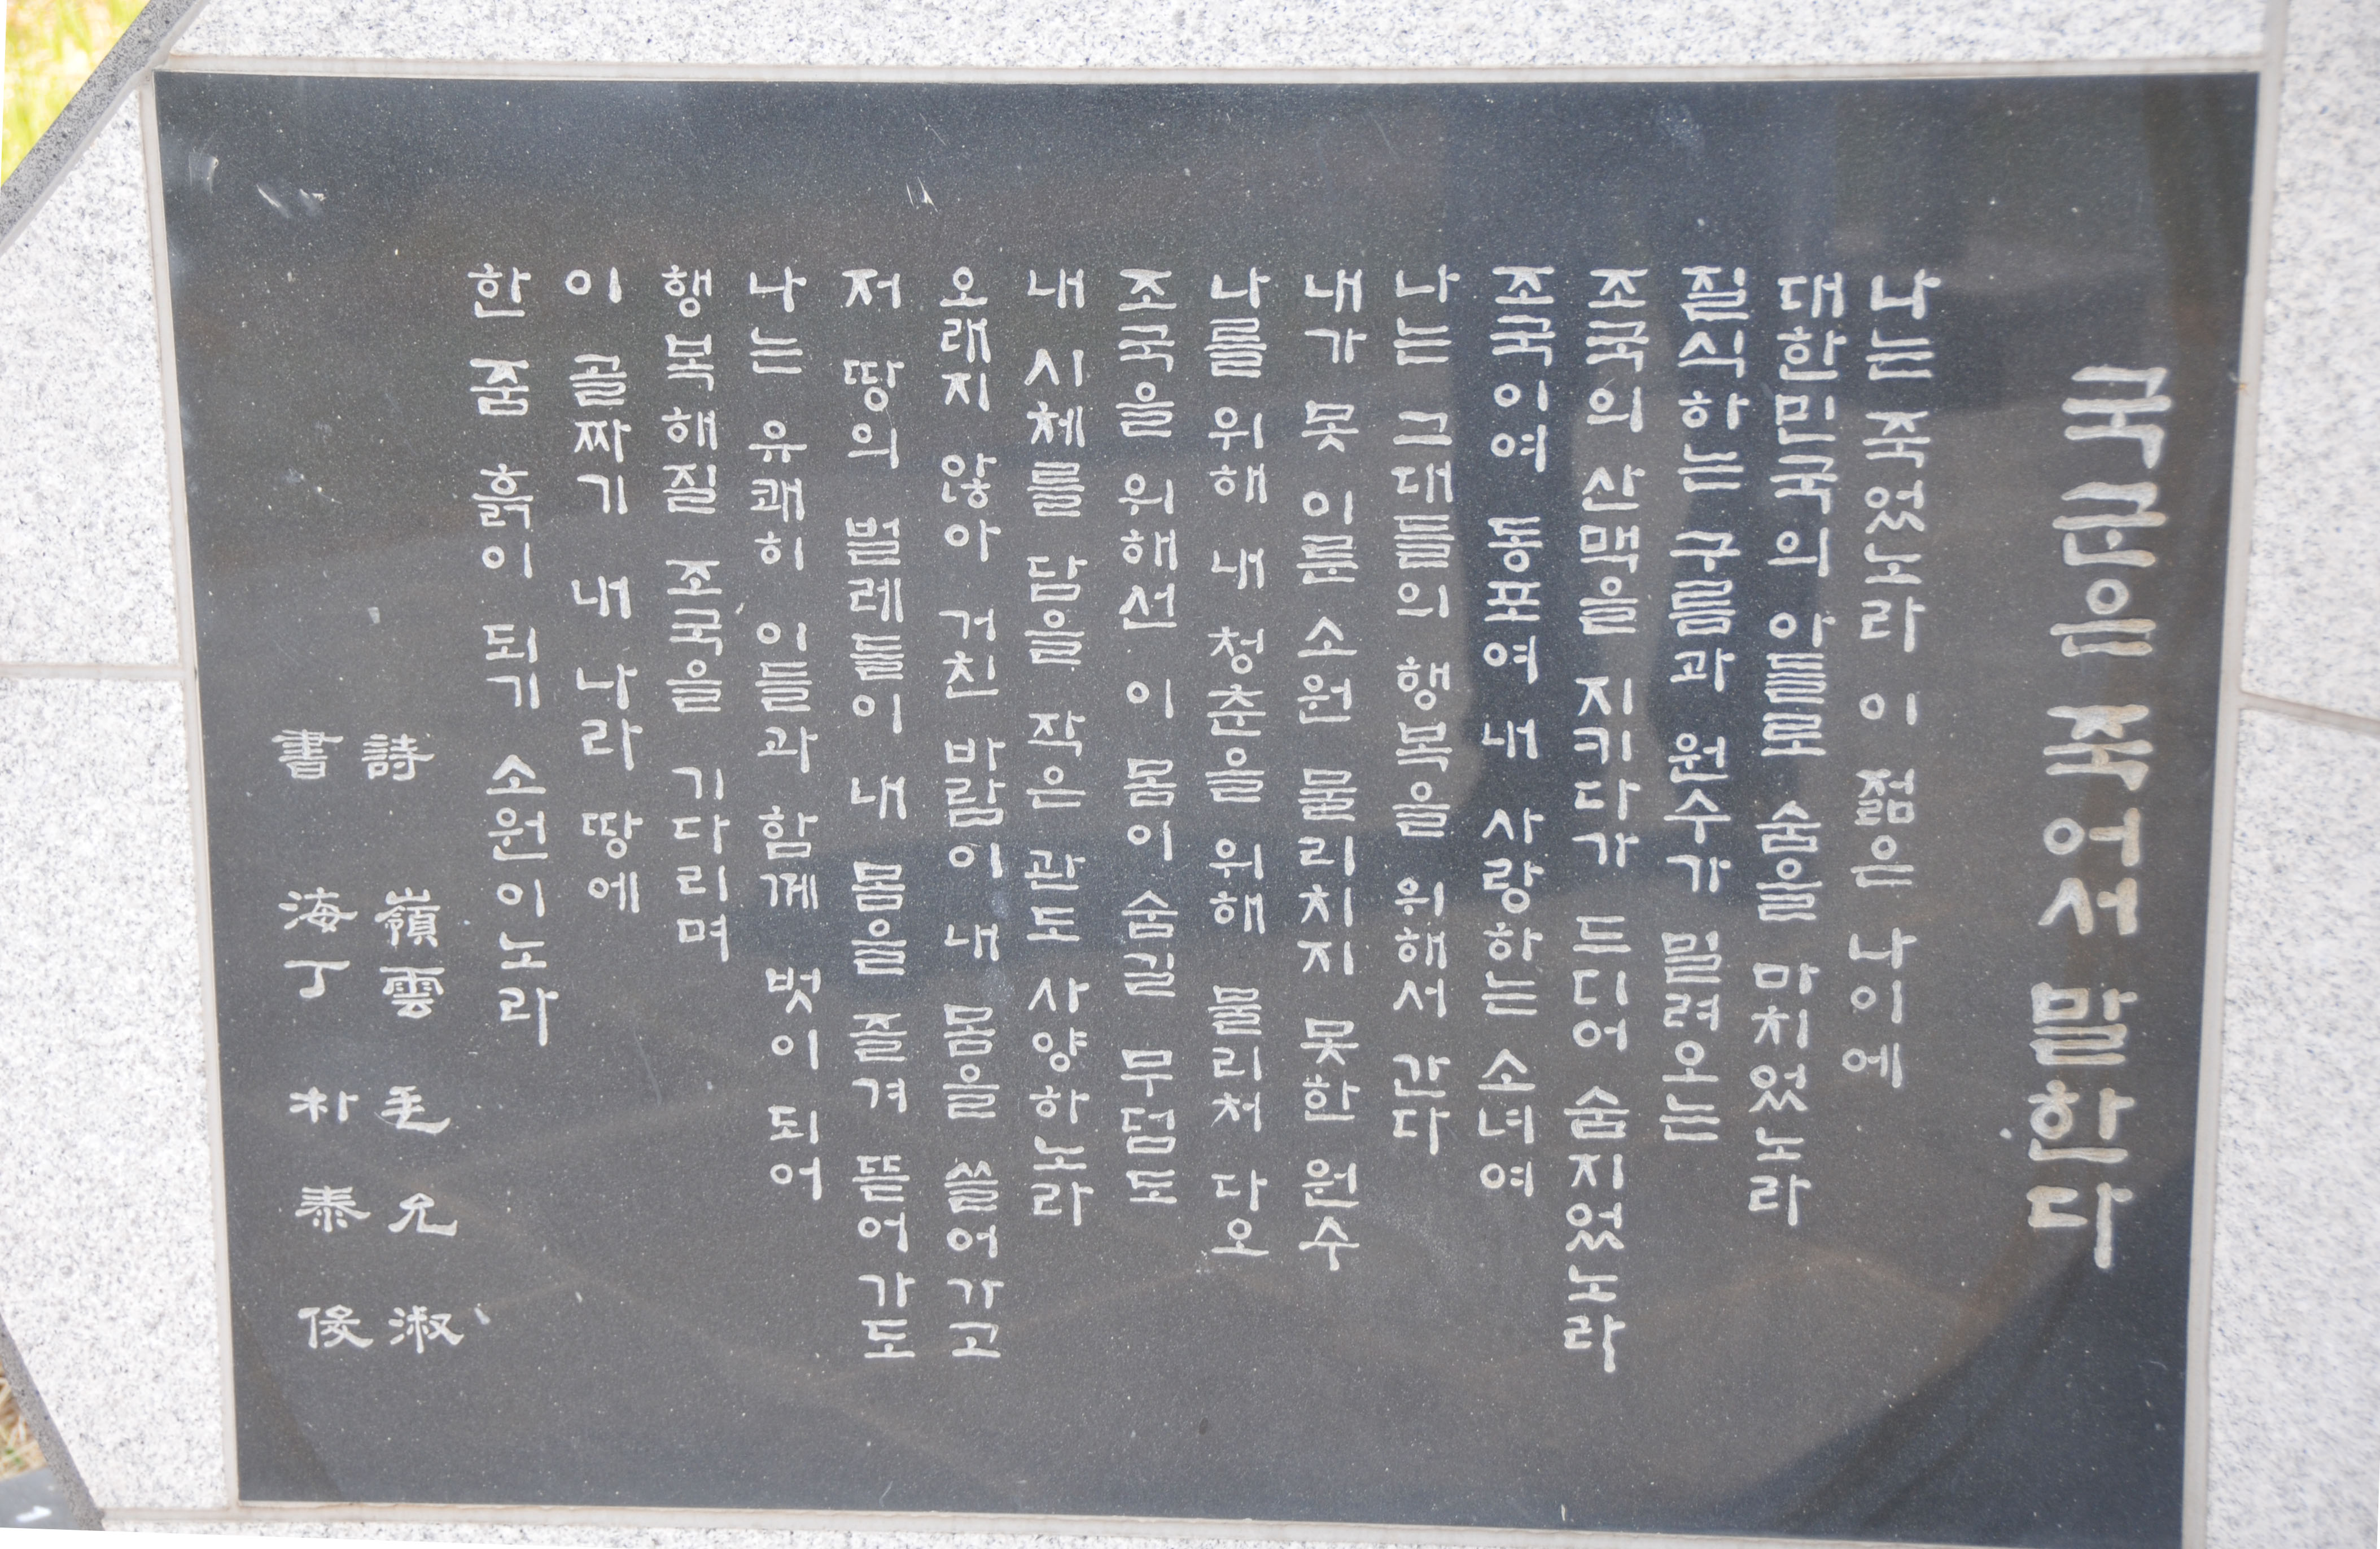 국군은 죽어서 말한다
나는 죽었노라 이 젊은 나이에
대한민국의 아들로 숨을 마치었노라
질식하는 구름과 원수가 밀려오는
조국의 산맥을 지키다가 드디어 숨지었노라
조국이여 동포여 내 사랑하는 소녀여
나는 그대들의 행복을 위해서 간다
내가 못 이룬 소원 물리치지 못한 원수
나를 위해 내 청춘을 위해 물리처 다오
조국을 위해선 이 몸이 숨길 무덤도
내 시체를 담을 작은 관도 사양하노라
오래지 않아 거친 바람이 내 몸을 쓸어가고
저 땅의 벌레들이 내 몸을 즐겨 뜯어가도
나는 유쾌히 이들과 함께 벗이 되어
행복해질 조국을 기다리며
이 골짜기 내 나라 땅에
한 줌 흙이 되기 소원이노라
詩 嶺雲 毛允淑
書 海丁 朴泰俊